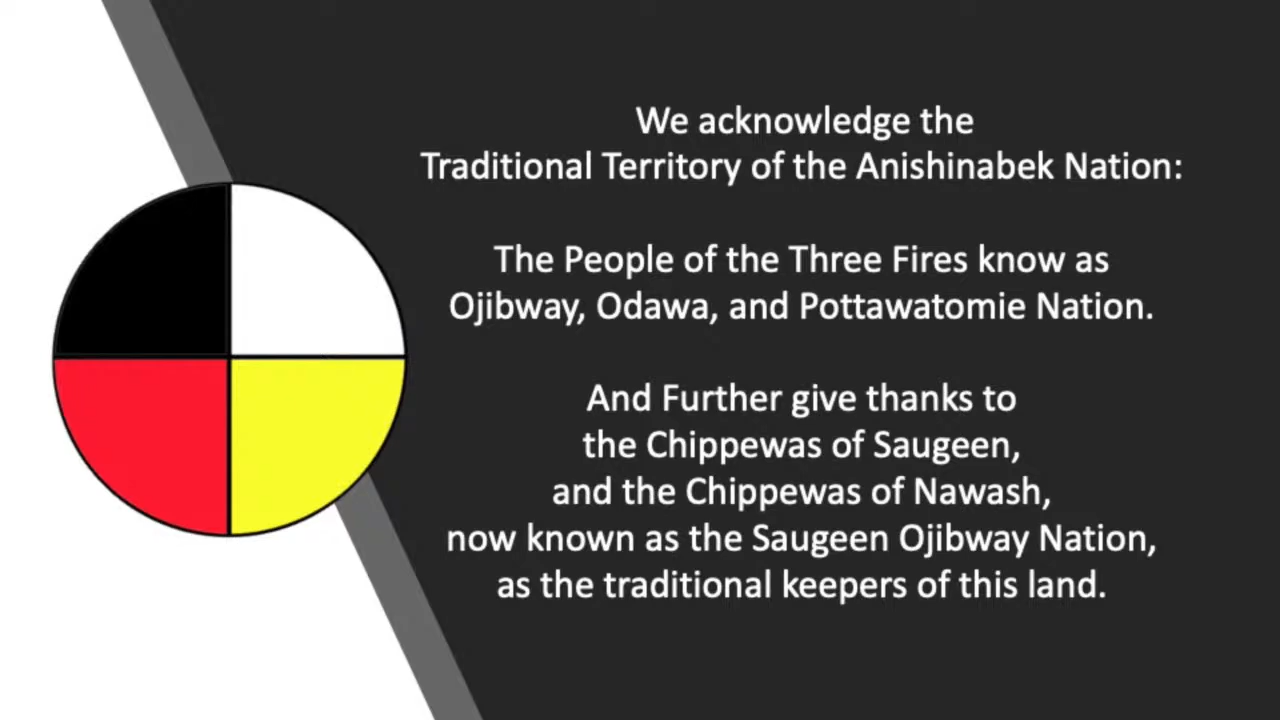 We acknowledge the
Traditional Territory of the Anishinabek Nation:
The People of the Three Fires know as
Ojibway, Odawa, and Pottawatomie Nation.
And Further give thanks to
the Chippewas of Saugeen,
and the Chippewas of Nawash,
now known as the Saugeen Ojibway Nation,
as the traditional keepers of this land.